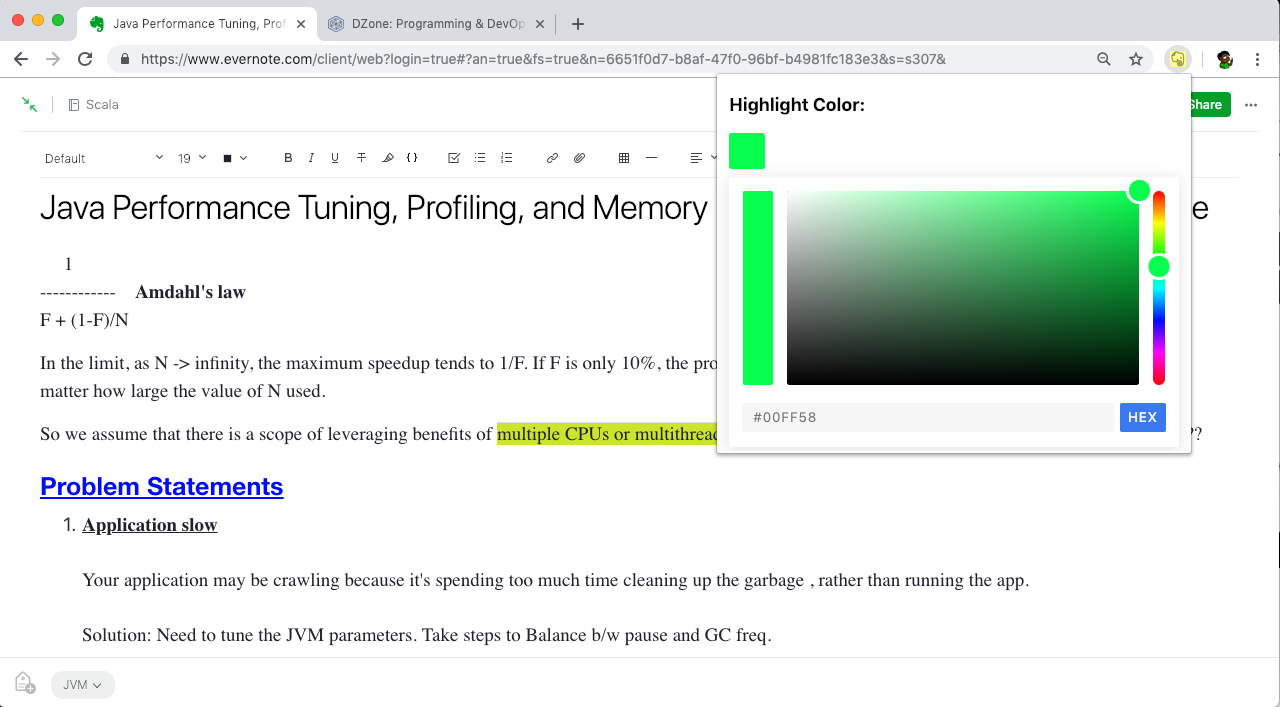 Java Performance Tuning, Prof
DZone: Programming & DevOp
https://www.evernote.com/client/web?login=true#?an=true&fs=true&n=6651f0d7-b8af-47f0-96bf-b4981fc183e3&s=s307&
Scala
Share
Highlight Color:
Default
19
B I U T {}
Java Performance Tuning, Profiling, and Memory
e
1
------------ Amdahl's law
F + (1-F)/N
In the limit, as N -> infinity, the maximum speedup tends to 1/F. If F is only 10%, the pro
matter how large the value of N used.
#00FF58
HEX
So we assume that there is a scope of leveraging benefits of multiple CPUs or multithread
??
Problem Statements
1. Application slow
Your application may be crawling because it's spending too much time cleaning up the garbage , rather than running the app.
Solution: Need to tune the JVM parameters. Take steps to Balance b/w pause and GC freq.
JVM